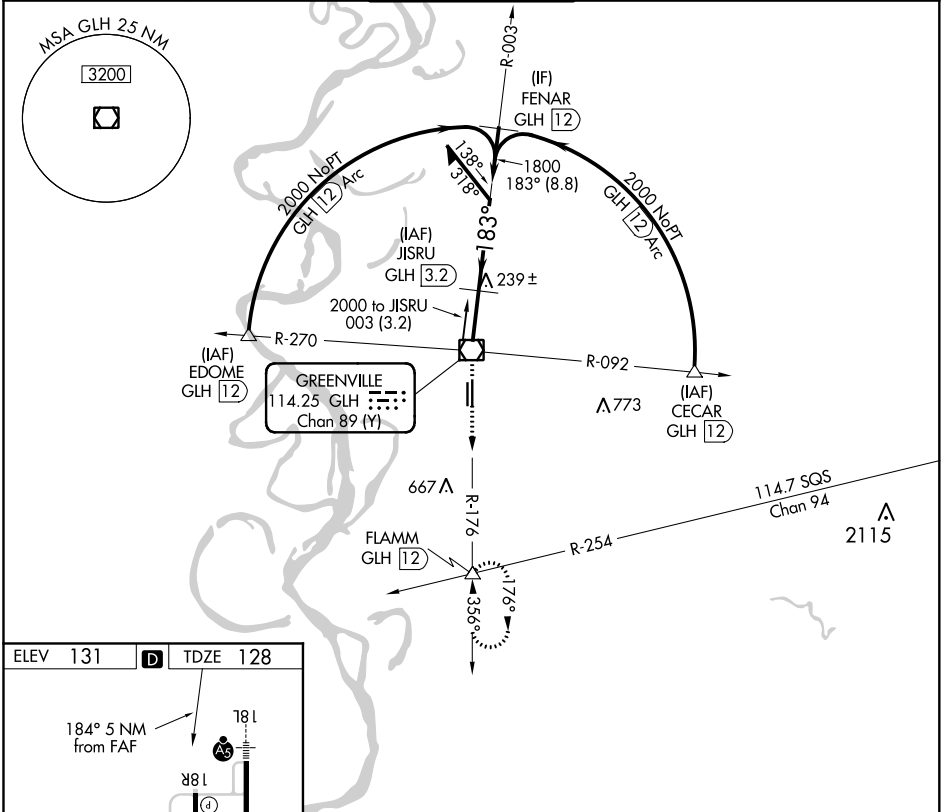 MSA GLH 25 NM
3200
R-003
(IF)
FENAR
GLH 12
2000 NoPT
GLH 12 Arc
138°
318°
1800
183° (8.8)
2000 NoPT
GLH 12 Arc
183°
(IAF)
JISRU
GLH 3.2
239 ±
2000 to JISRU
003 (3.2)
R-270
(IAF)
EDOME
GLH 12
R-092
(IAF)
CECAR
GLH 12
GREENVILLE
114.25 GLH
Chan 89 (Y)
773
667
R-176
114.7 SQS
Chan 94
2115
R-254
FLAMM
GLH 12
356°
176°
ELEV 131
D
TDZE 128
184° 5 NM
from FAF
18L
A5
18R
P